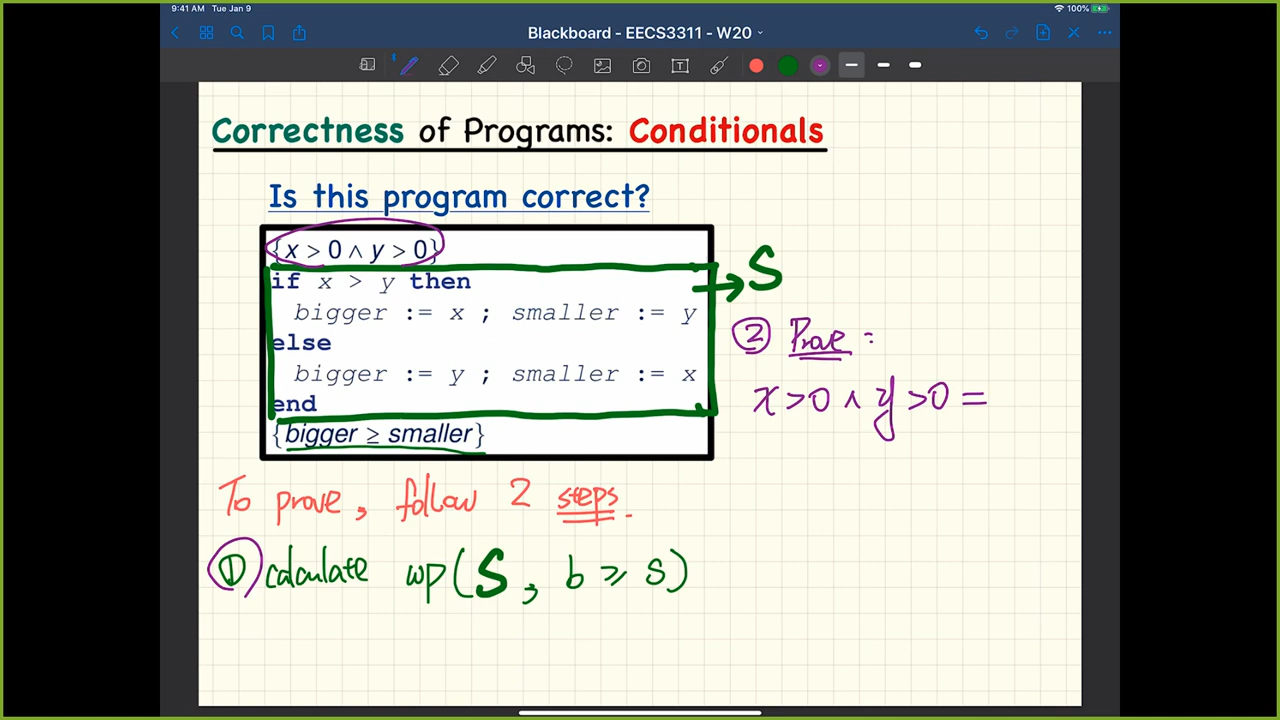 9:41 AM Tue Jan 9
100%
Blackboard - EECS3311 - W20
Correctness of Programs: Conditionals
Is this program correct?
{x > 0 ∧ y > 0}
if x > y then
bigger := x ; smaller := y
else
bigger := y ; smaller := x
end
{bigger ≥ smaller}
→ S
② Prove :
x > 0 ∧ y > 0 =
To prove, follow 2 steps.
① calculate wp(S, b ≥ s)